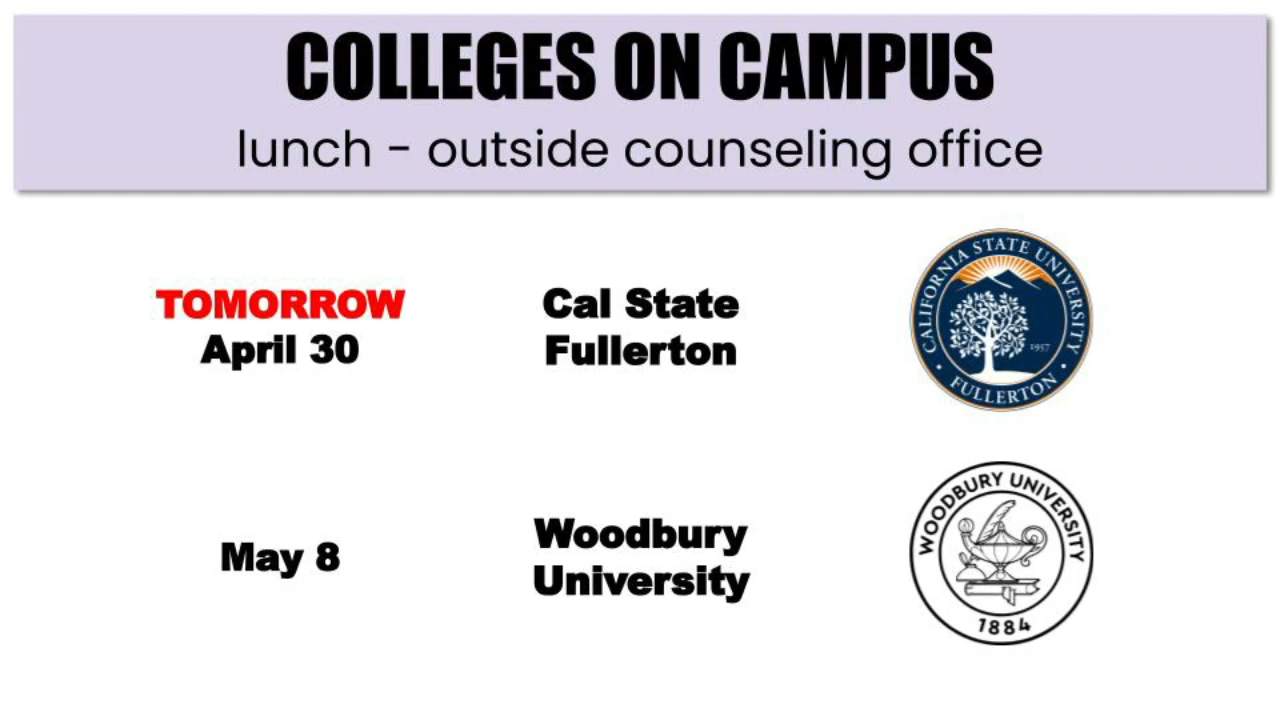 COLLEGES ON CAMPUS
lunch - outside counseling office
TOMORROW
April 30
Cal State
Fullerton
CALIFORNIA STATE UNIVERSITY
1957
FULLERTON
May 8
Woodbury
University
WOODBURY UNIVERSITY
1884